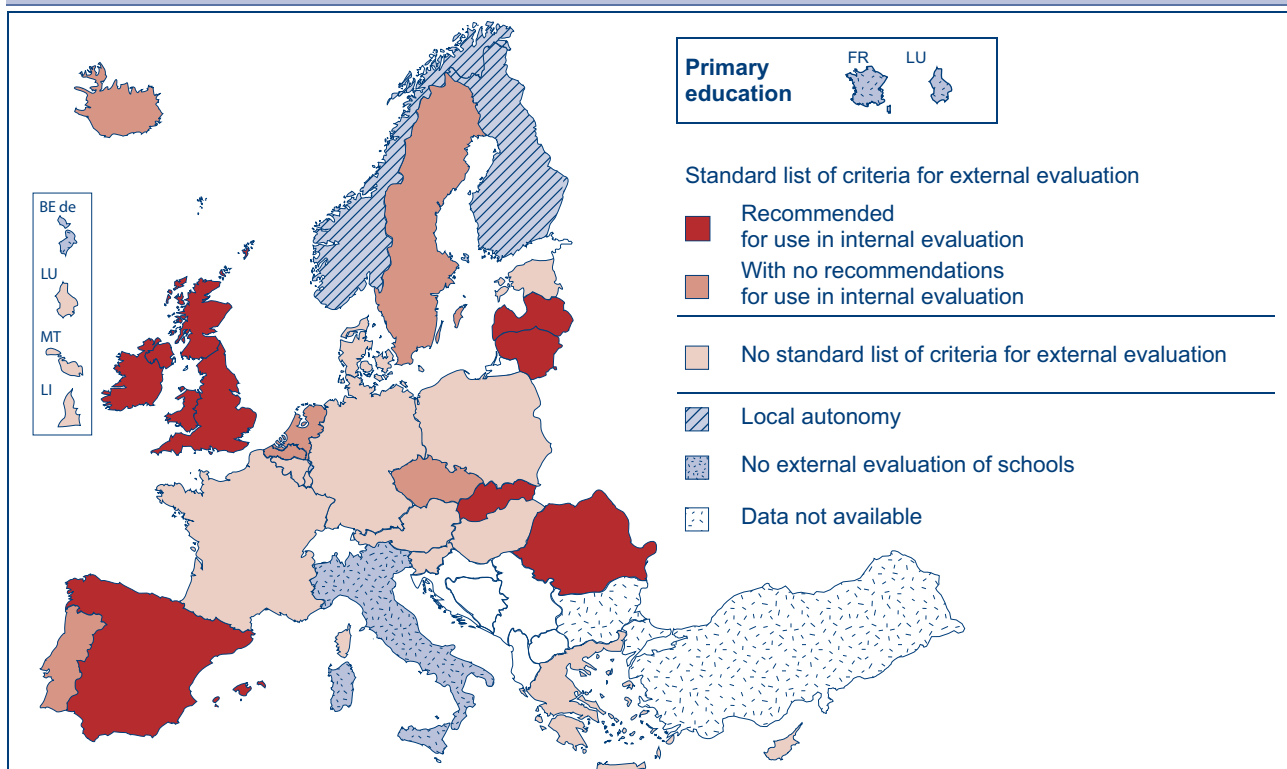 Primary
education
FR
LU
Standard list of criteria for external evaluation
Recommended
for use in internal evaluation
With no recommendations
for use in internal evaluation
No standard list of criteria for external evaluation
Local autonomy
No external evaluation of schools
Data not available
BE de
LU
MT
LI